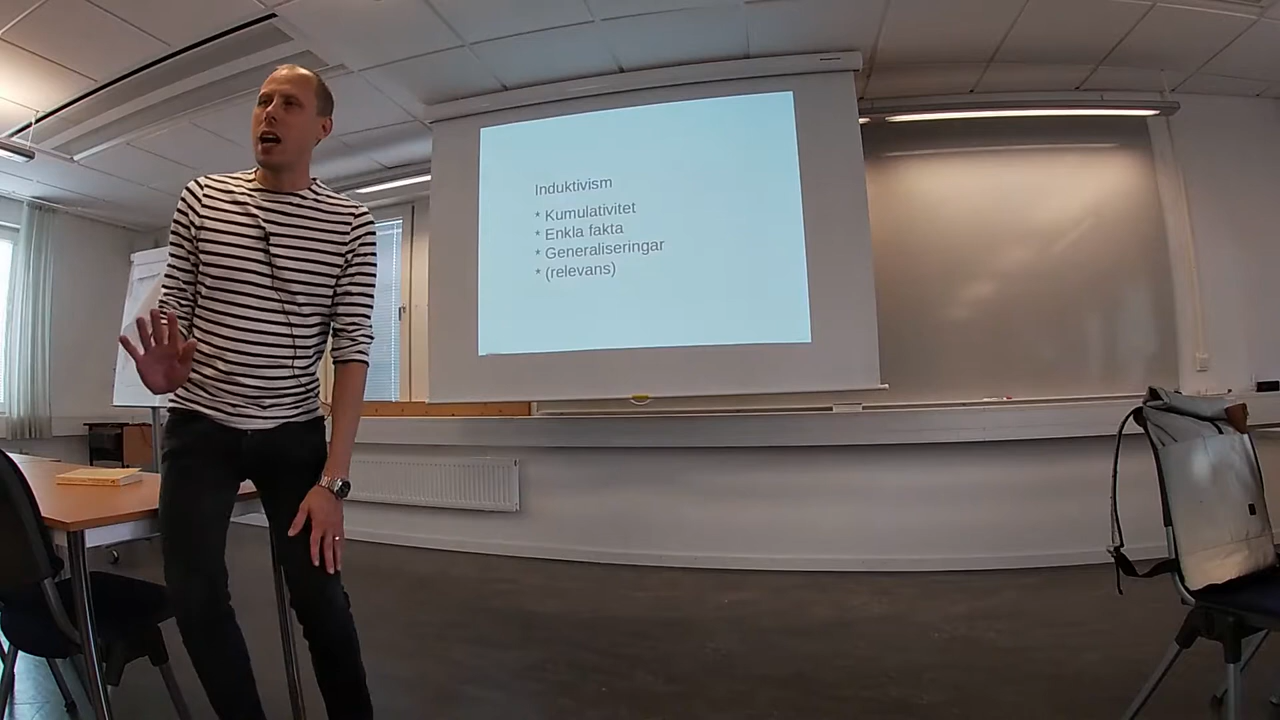 Induktivism
* Kumulativitet
* Enkla fakta
* Generaliseringar
* (relevans)